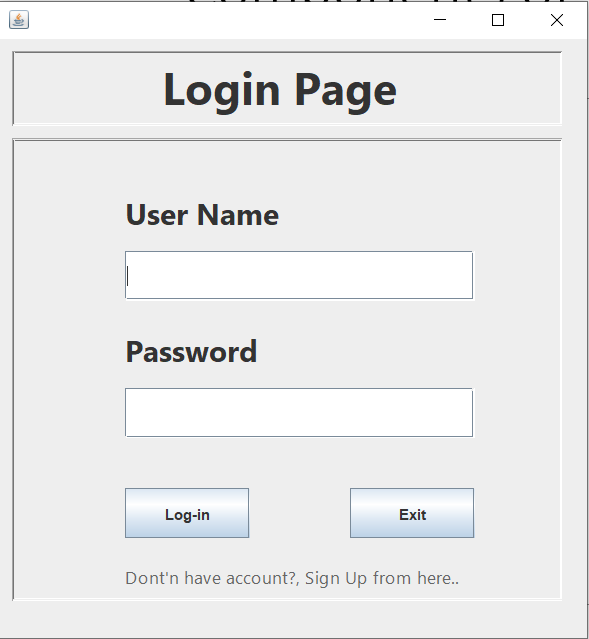 Login Page
User Name
Password
Log-in
Exit
Dont'n have account?, Sign Up from here..